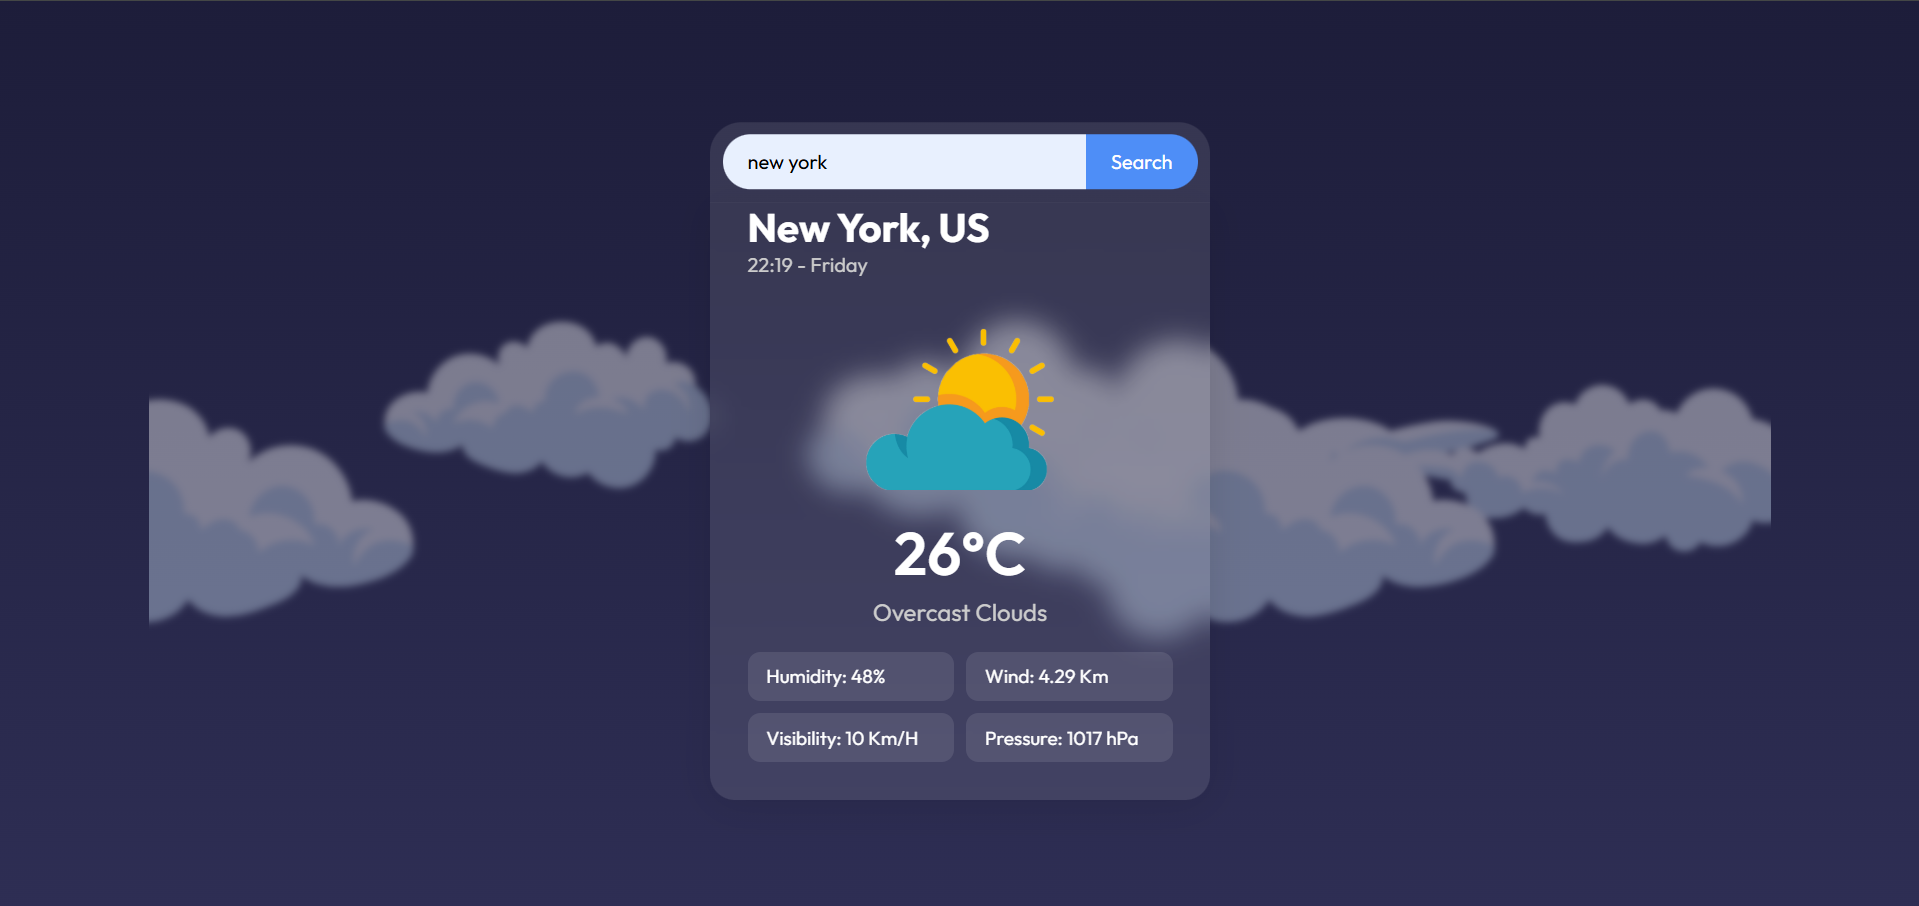 new york
Search
New York, US
22:19 - Friday
26°C
Overcast Clouds
Humidity: 48%
Wind: 4.29 Km
Visibility: 10 Km/H
Pressure: 1017 hPa